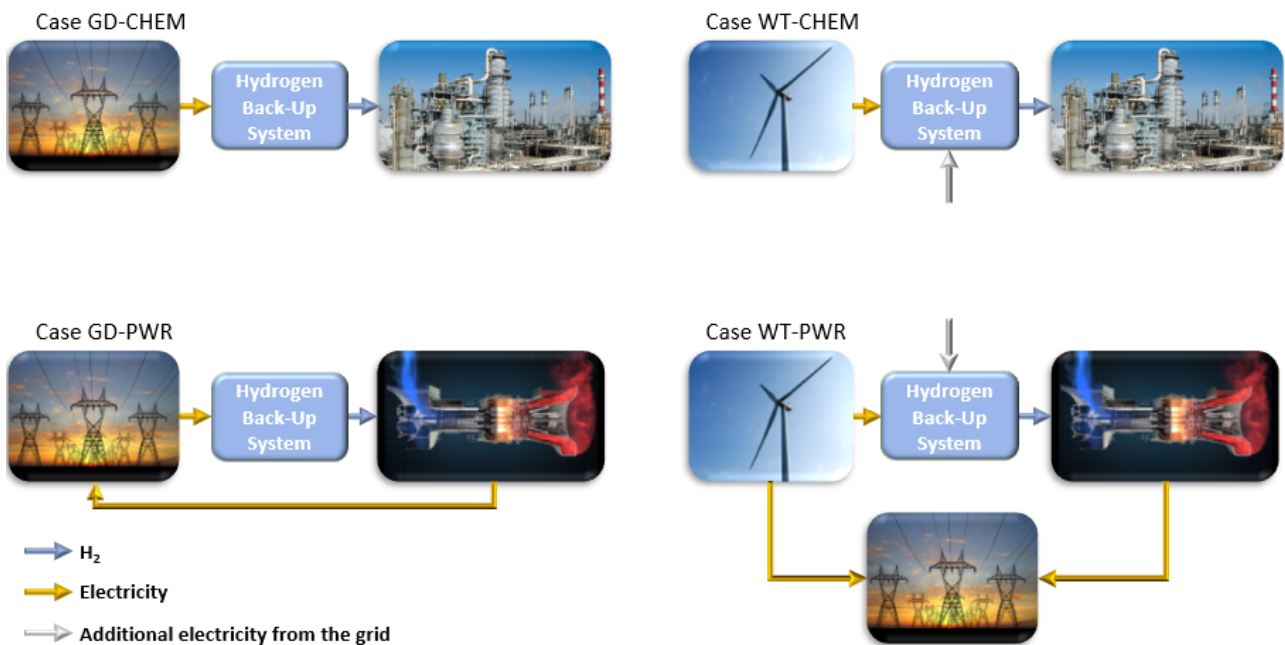 Case GD-CHEM
Hydrogen
Back-Up
System
Case WT-CHEM
Hydrogen
Back-Up
System
Case GD-PWR
Hydrogen
Back-Up
System
Case WT-PWR
Hydrogen
Back-Up
System
H₂
Electricity
Additional electricity from the grid